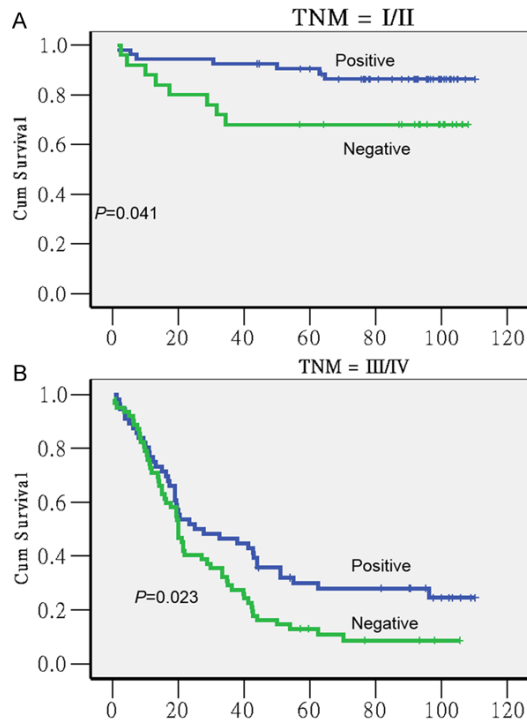 A
TNM = I/II
Cum Survival
1.0
0.8
0.6
0.4
0.2
0.0
Positive
Negative
P=0.041
0 20 40 60 80 100 120
B
TNM = III/IV
Cum Survival
1.0
0.8
0.6
0.4
0.2
0.0
Positive
Negative
P=0.023
0 20 40 60 80 100 120